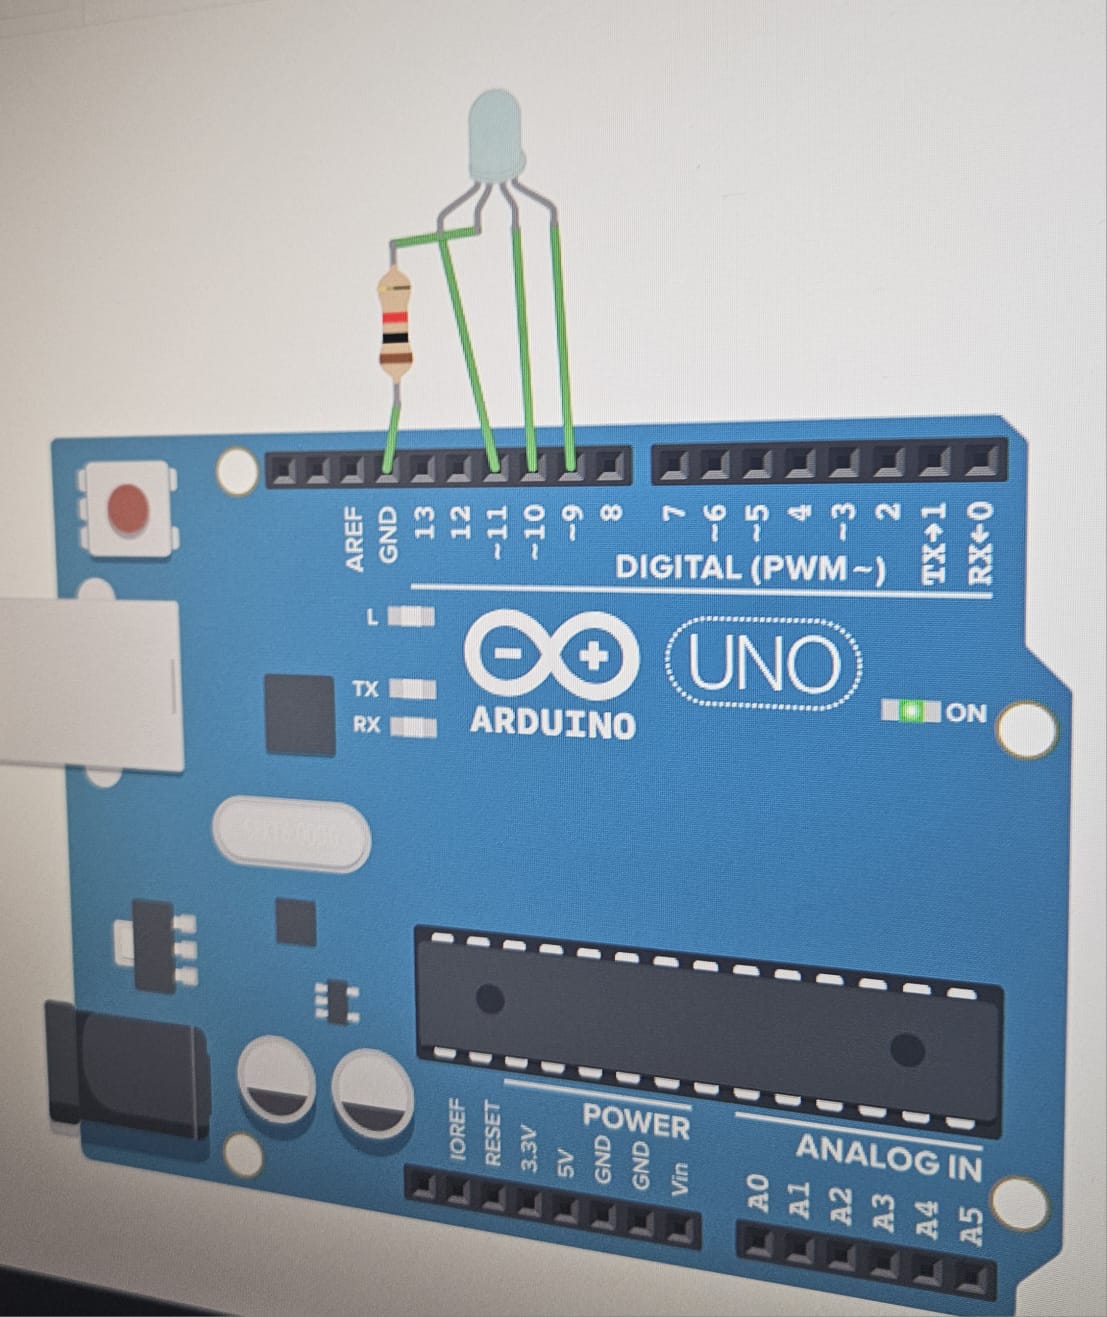 AREF
GND
13
12
~11
~10
~9
8
7
~6
~5
4
~3
2
TX→1
RX←0
DIGITAL (PWM~)
L
TX
RX
ARDUINO
UNO
ON
IOREF
RESET
3.3V
5V
GND
GND
Vin
POWER
ANALOG IN
A0
A1
A2
A3
A4
A5